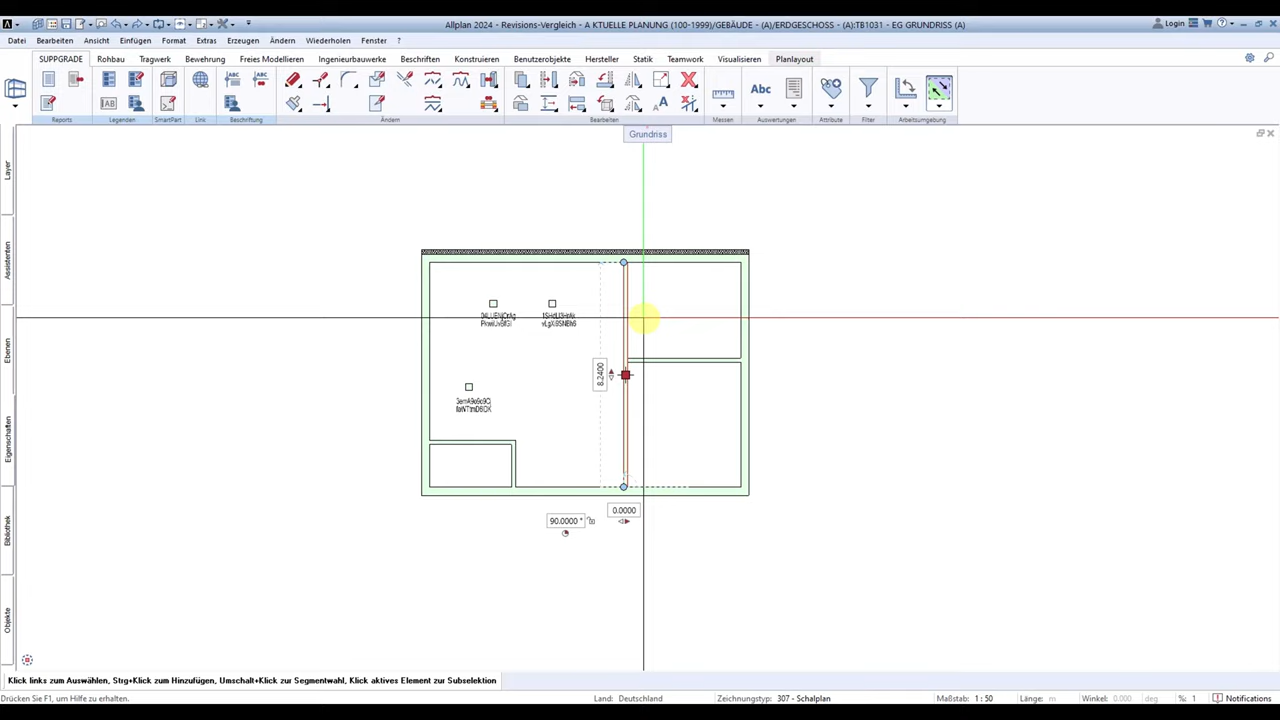 Allplan 2024 - Revisions-Vergleich - A KTUELLE PLANUNG (100-1999)/GEBÄUDE - (A)/ERDGESCHOSS - (A):TB1031 - EG GRUNDRISS (A)
Login
Datei Bearbeiten Ansicht Einfügen Format Extras Erzeugen Ändern Wiederholen Fenster ?
SUPPGRADE Rohbau Tragwerk Bewehrung Freies Modellieren Ingenieurbauwerke Beschriften Konstruieren Benutzerobjekte Hersteller Statik Teamwork Visualisieren Planlayout
ABC ABC
Abc
Reports Legenden SmartPart Link Beschriftung Ändern Bearbeiten Messen Auswertungen Attribute Filter Arbeitsumgebung
Grundriss
Layer
Assistenten
Ebenen
Eigenschaften
Bibliothek
Objekte
8.2400
0.0000
90.0000 °
Klick links zum Auswählen, Strg+Klick zum Hinzufügen, Umschalt+Klick zur Segmentwahl, Klick aktives Element zur Subselektion
Drücken Sie F1, um Hilfe zu erhalten. Land: Deutschland Zeichnungstyp: 307 - Schalplan Maßstab: 1 : 50 Länge: m Winkel: 0.000 deg %: 1 Notifications